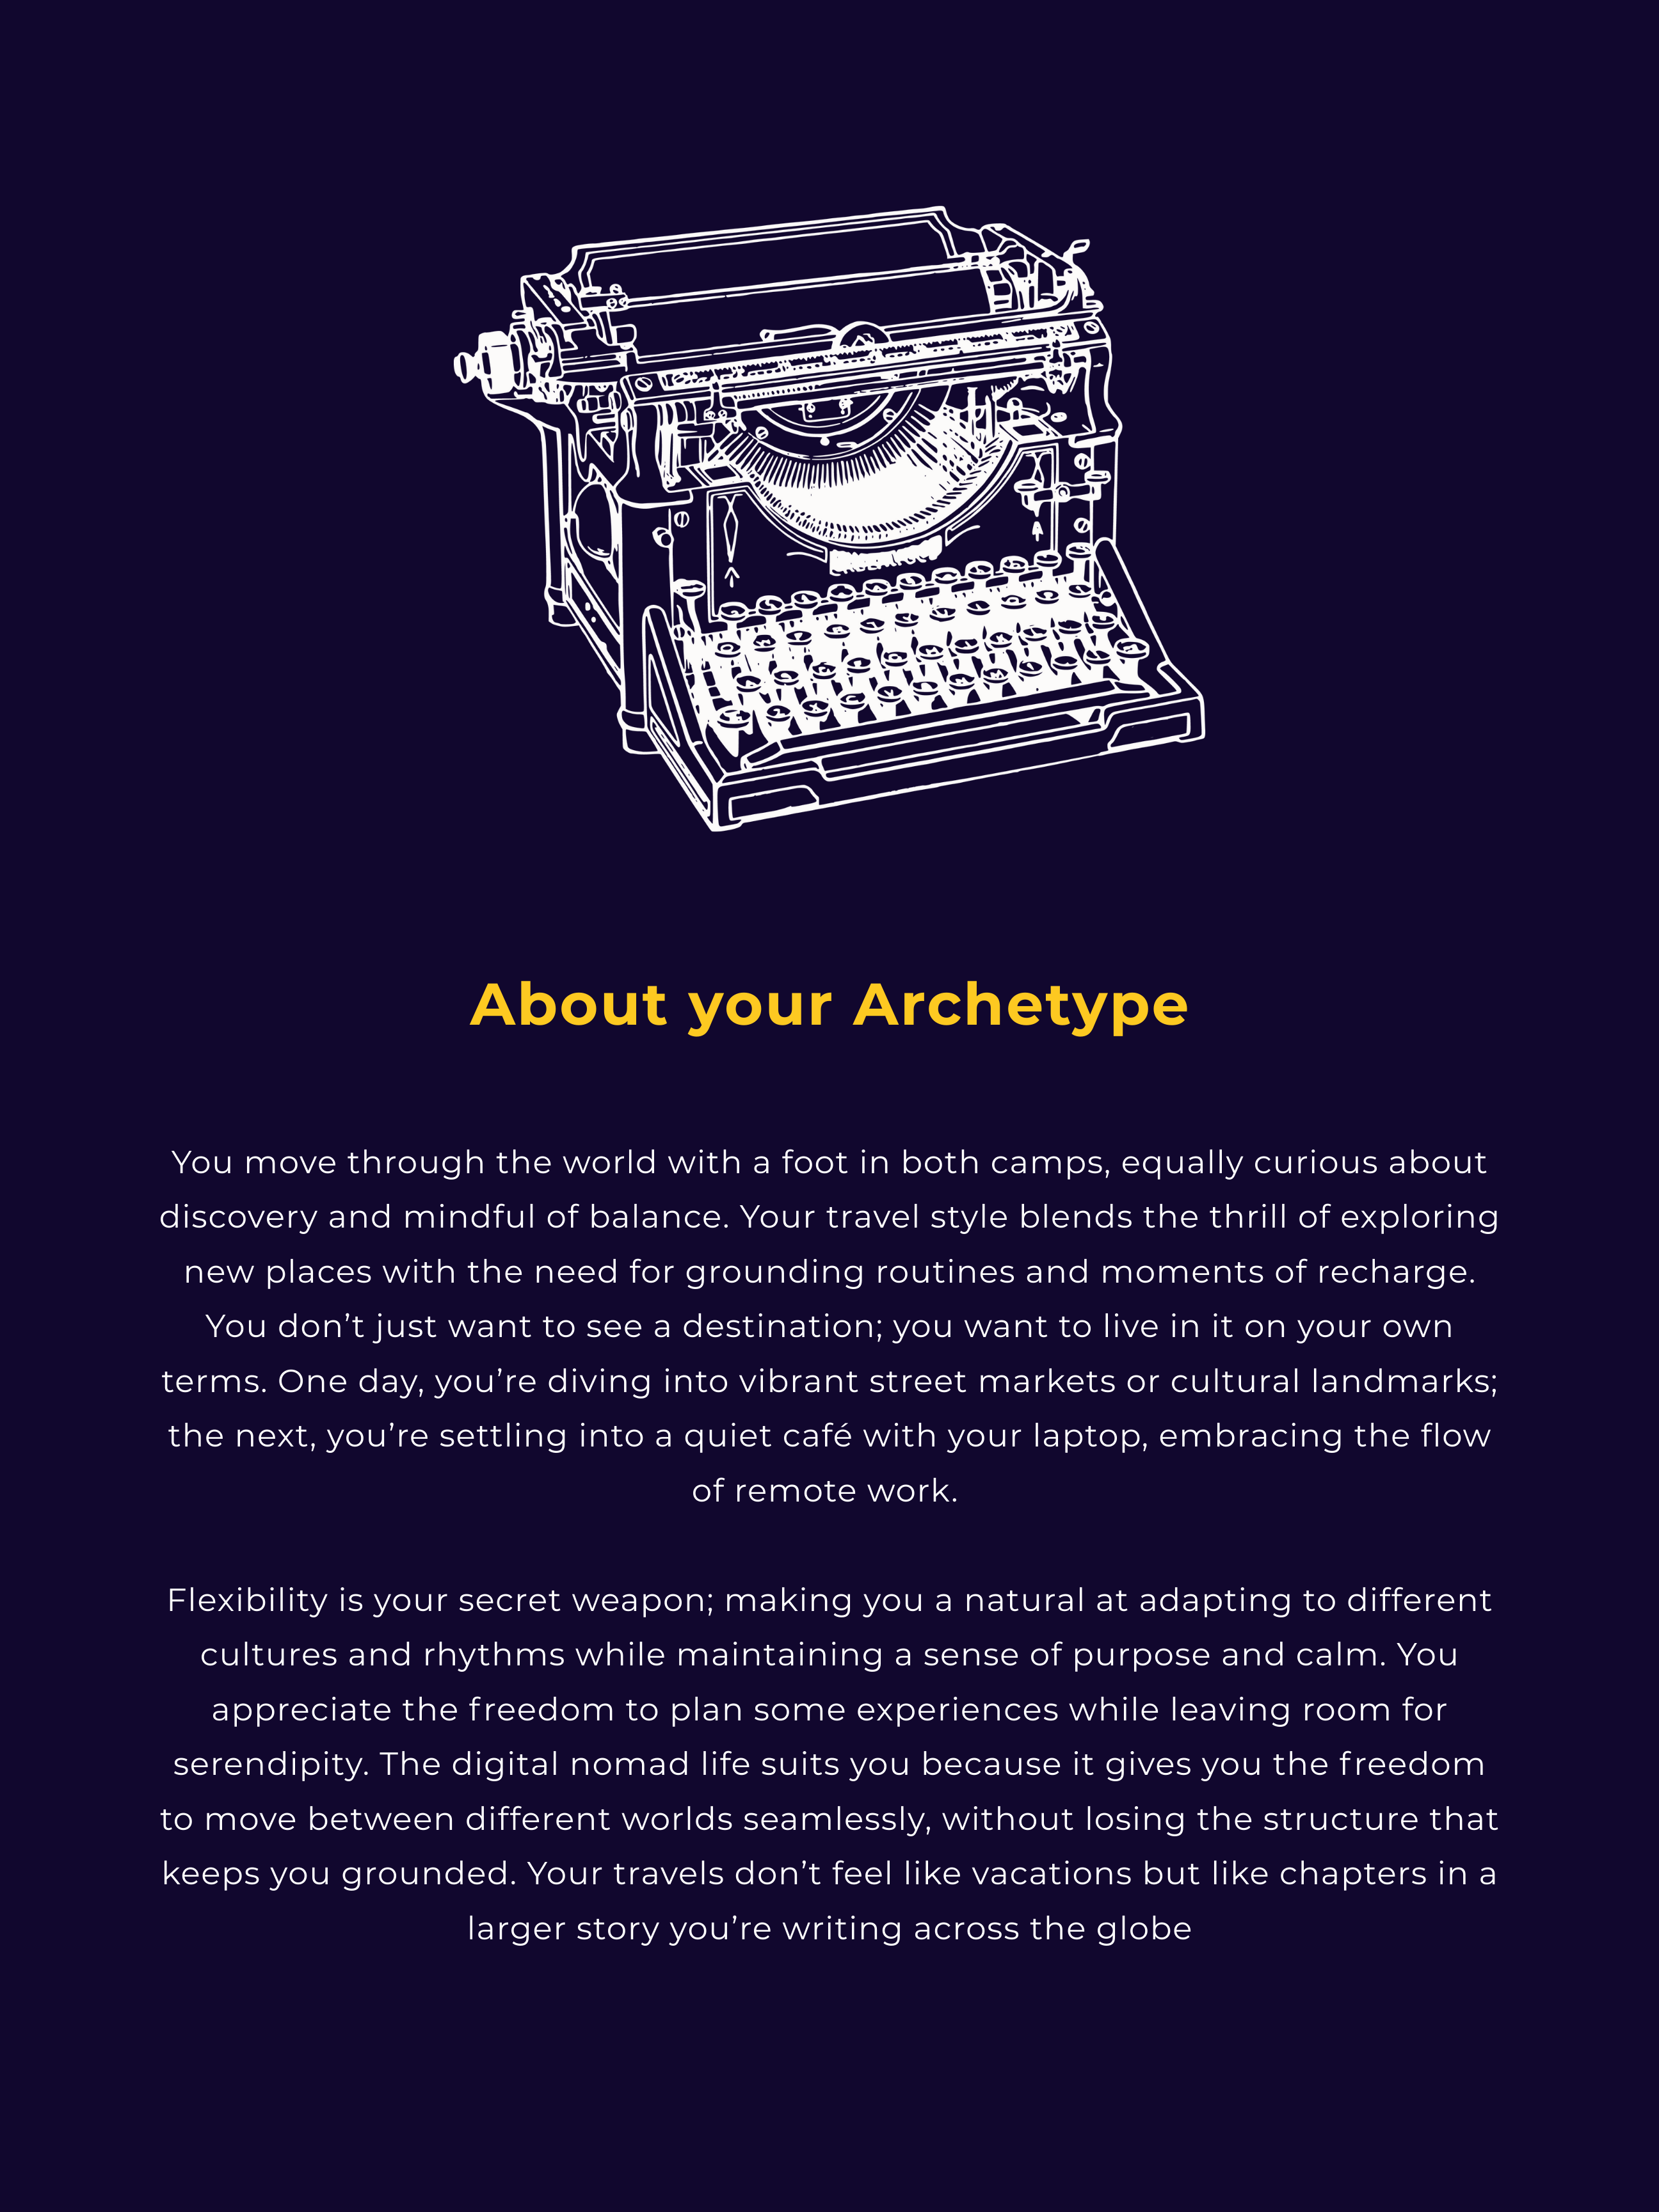 About your Archetype
You move through the world with a foot in both camps, equally curious about
discovery and mindful of balance. Your travel style blends the thrill of exploring
new places with the need for grounding routines and moments of recharge.
You don’t just want to see a destination; you want to live in it on your own
terms. One day, you’re diving into vibrant street markets or cultural landmarks;
the next, you’re settling into a quiet café with your laptop, embracing the flow
of remote work.
Flexibility is your secret weapon; making you a natural at adapting to different
cultures and rhythms while maintaining a sense of purpose and calm. You
appreciate the freedom to plan some experiences while leaving room for
serendipity. The digital nomad life suits you because it gives you the freedom
to move between different worlds seamlessly, without losing the structure that
keeps you grounded. Your travels don’t feel like vacations but like chapters in a
larger story you’re writing across the globe